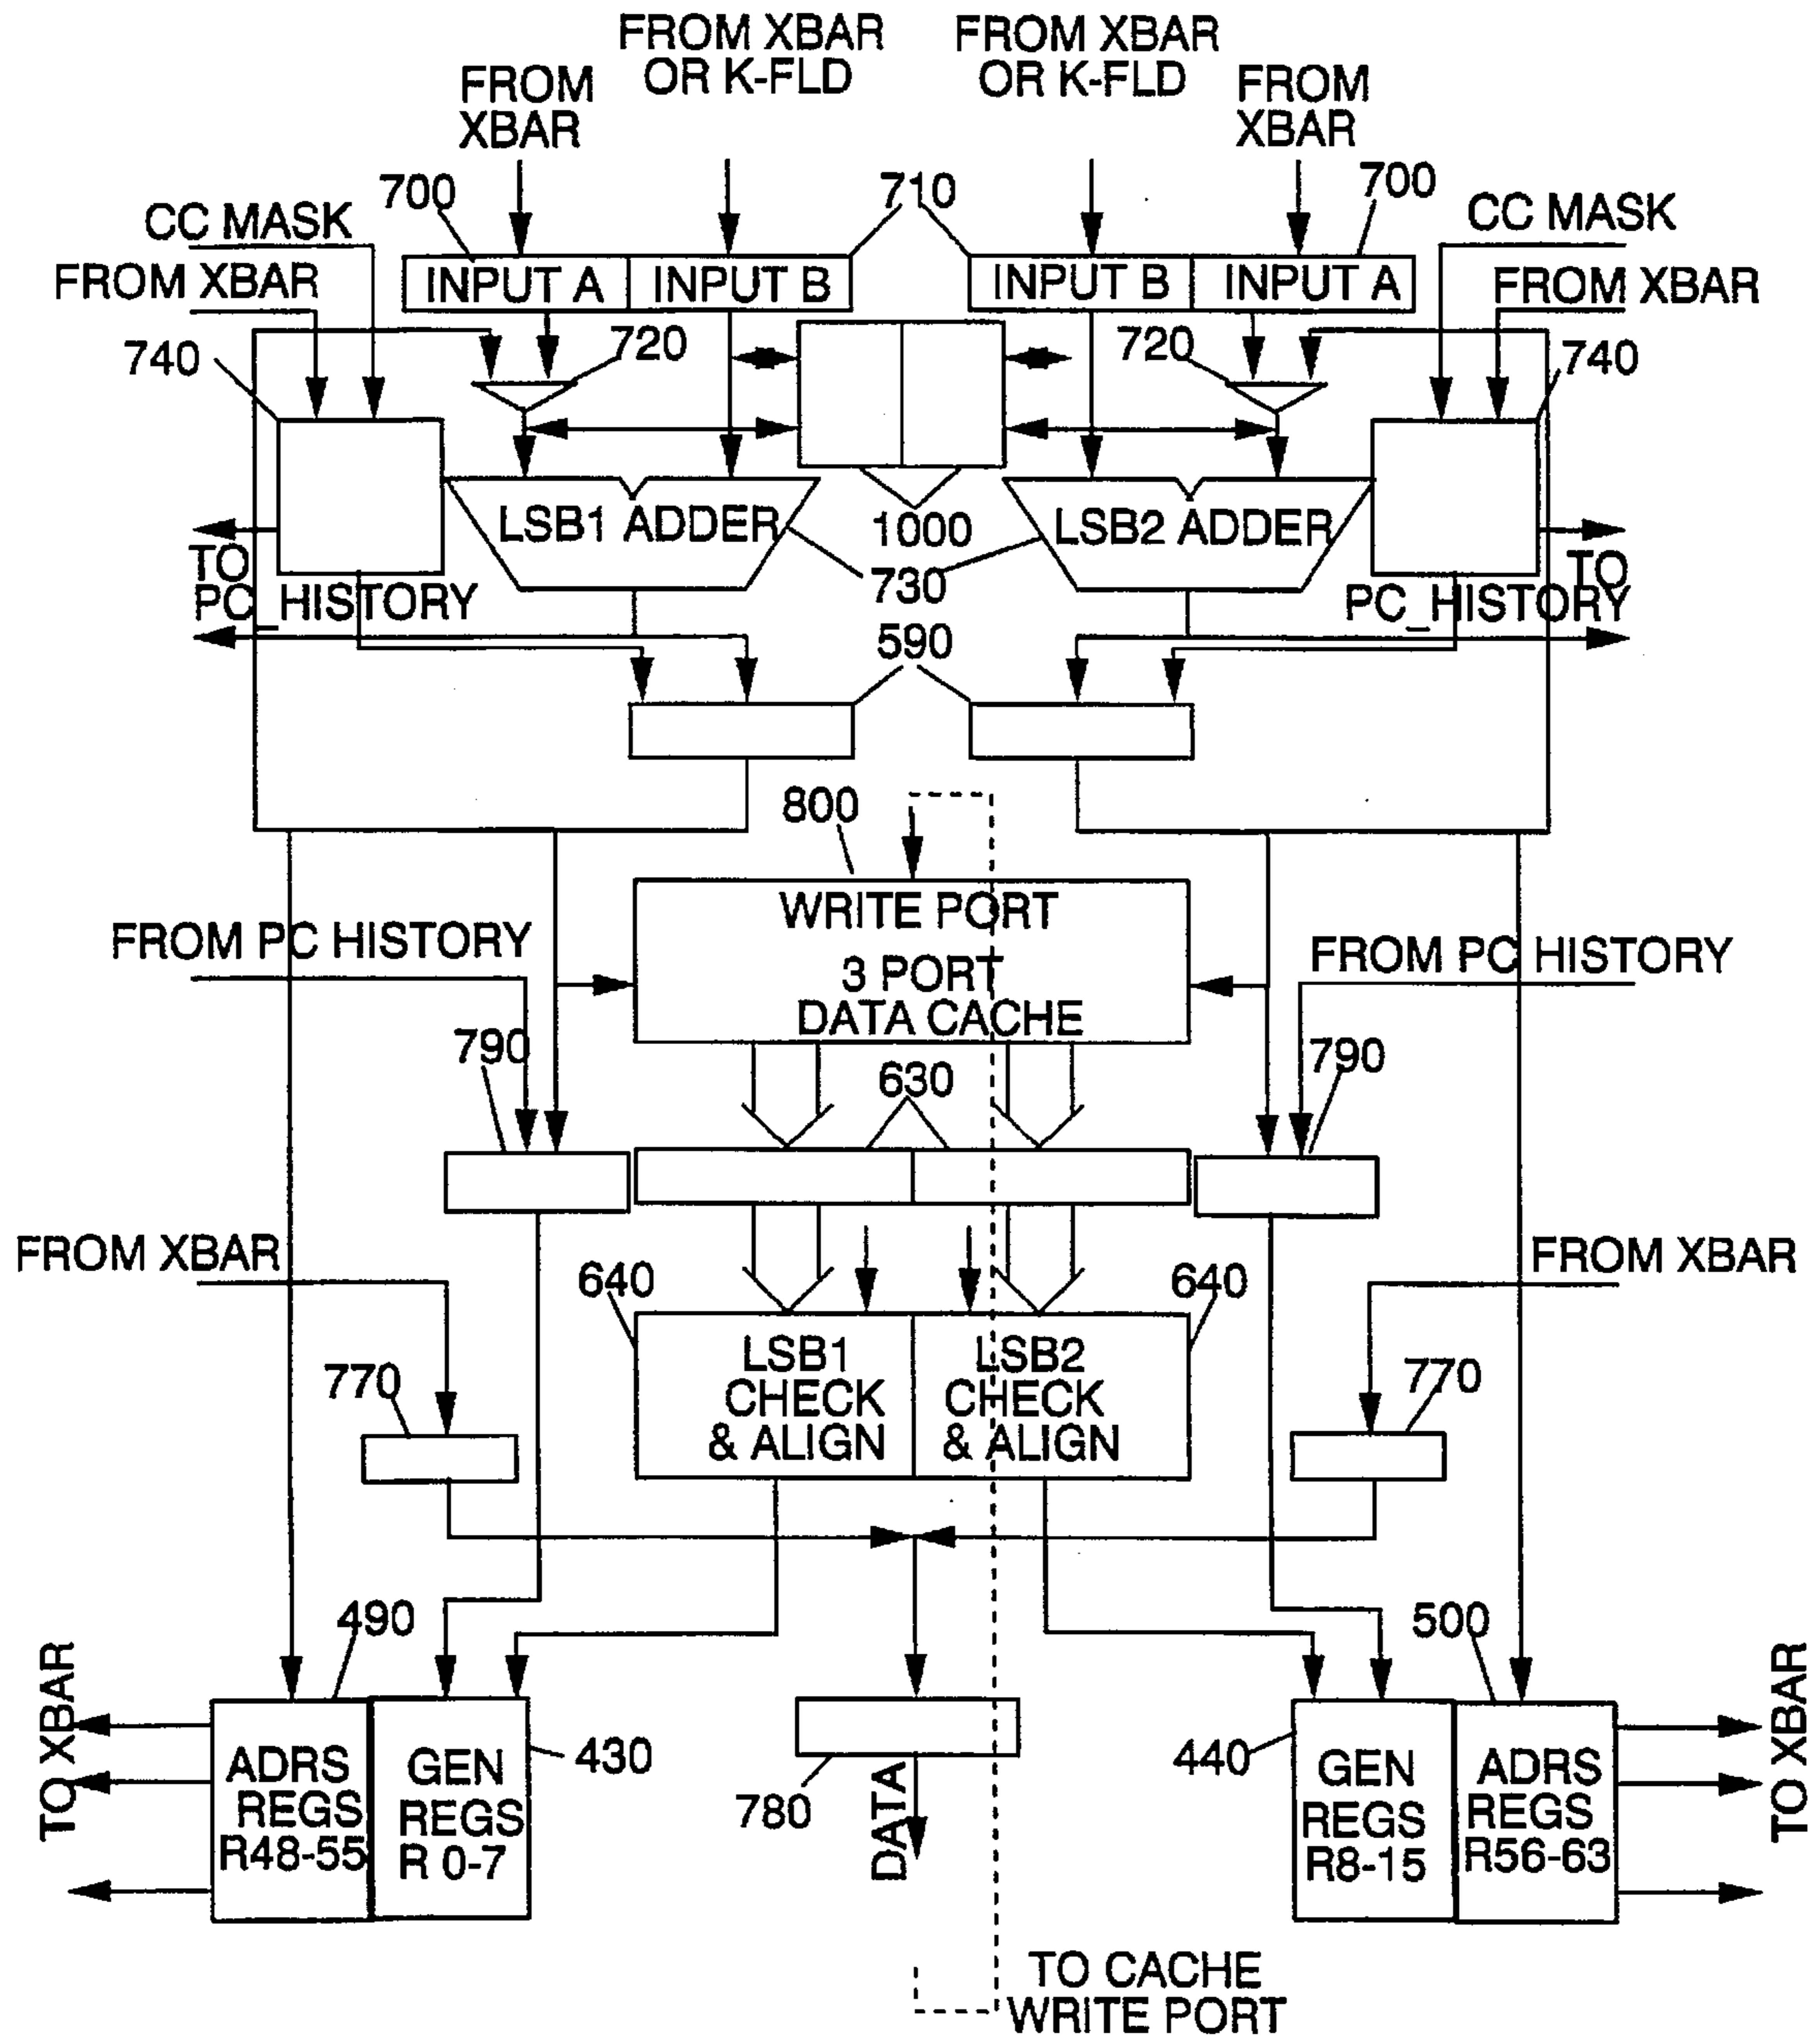 FROM XBAR
OR K-FLD
FROM XBAR
OR K-FLD
FROM
XBAR
FROM
XBAR
700
710
700
CC MASK
CC MASK
FROM XBAR
INPUT A
INPUT B
INPUT B
INPUT A
FROM XBAR
740
720
720
740
LSB1 ADDER
1000
LSB2 ADDER
TO
PC_HISTORY
730
TO
PC_HISTORY
590
800
WRITE PORT
FROM PC HISTORY
3 PORT
DATA CACHE
FROM PC HISTORY
790
630
790
FROM XBAR
FROM XBAR
640
640
LSB1
CHECK
& ALIGN
LSB2
CHECK
& ALIGN
770
770
490
500
TO XBAR
ADRS
REGS
R48-55
GEN
REGS
R 0-7
430
780
DATA
440
GEN
REGS
R8-15
ADRS
REGS
R56-63
TO XBAR
TO CACHE
WRITE PORT